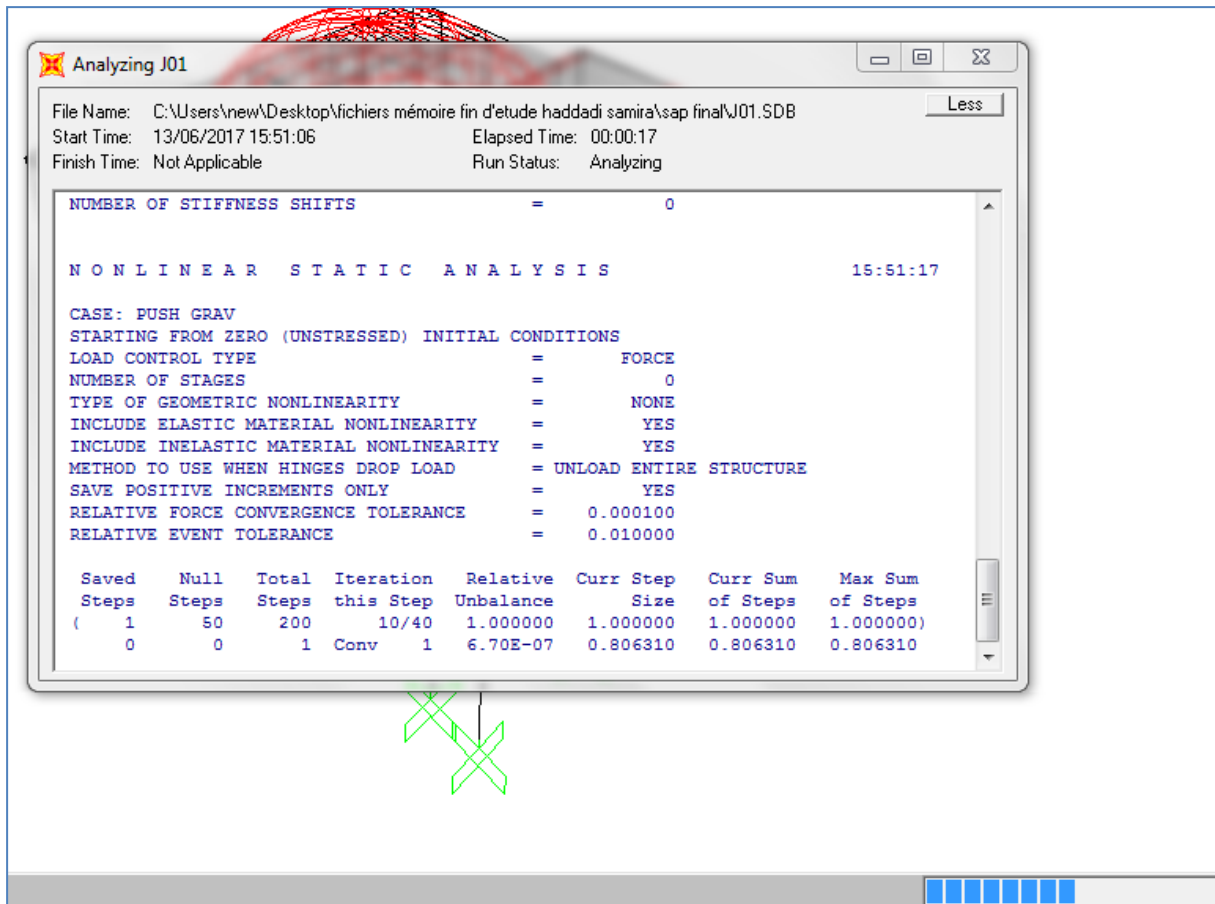 Analyzing J01
Less
File Name: C:\Users\new\Desktop\fichiers mémoire fin d'etude haddadi samira\sap final\J01.SDB
Start Time: 13/06/2017 15:51:06 Elapsed Time: 00:00:17
Finish Time: Not Applicable Run Status: Analyzing
NUMBER OF STIFFNESS SHIFTS = 0
N O N L I N E A R S T A T I C A N A L Y S I S 15:51:17
CASE: PUSH GRAV
STARTING FROM ZERO (UNSTRESSED) INITIAL CONDITIONS
LOAD CONTROL TYPE = FORCE
NUMBER OF STAGES = 0
TYPE OF GEOMETRIC NONLINEARITY = NONE
INCLUDE ELASTIC MATERIAL NONLINEARITY = YES
INCLUDE INELASTIC MATERIAL NONLINEARITY = YES
METHOD TO USE WHEN HINGES DROP LOAD = UNLOAD ENTIRE STRUCTURE
SAVE POSITIVE INCREMENTS ONLY = YES
RELATIVE FORCE CONVERGENCE TOLERANCE = 0.000100
RELATIVE EVENT TOLERANCE = 0.010000
Saved Null Total Iteration Relative Curr Step Curr Sum Max Sum
Steps Steps Steps this Step Unbalance Size of Steps of Steps
( 1 50 200 10/40 1.000000 1.000000 1.000000 1.000000)
0 0 1 Conv 1 6.70E-07 0.806310 0.806310 0.806310